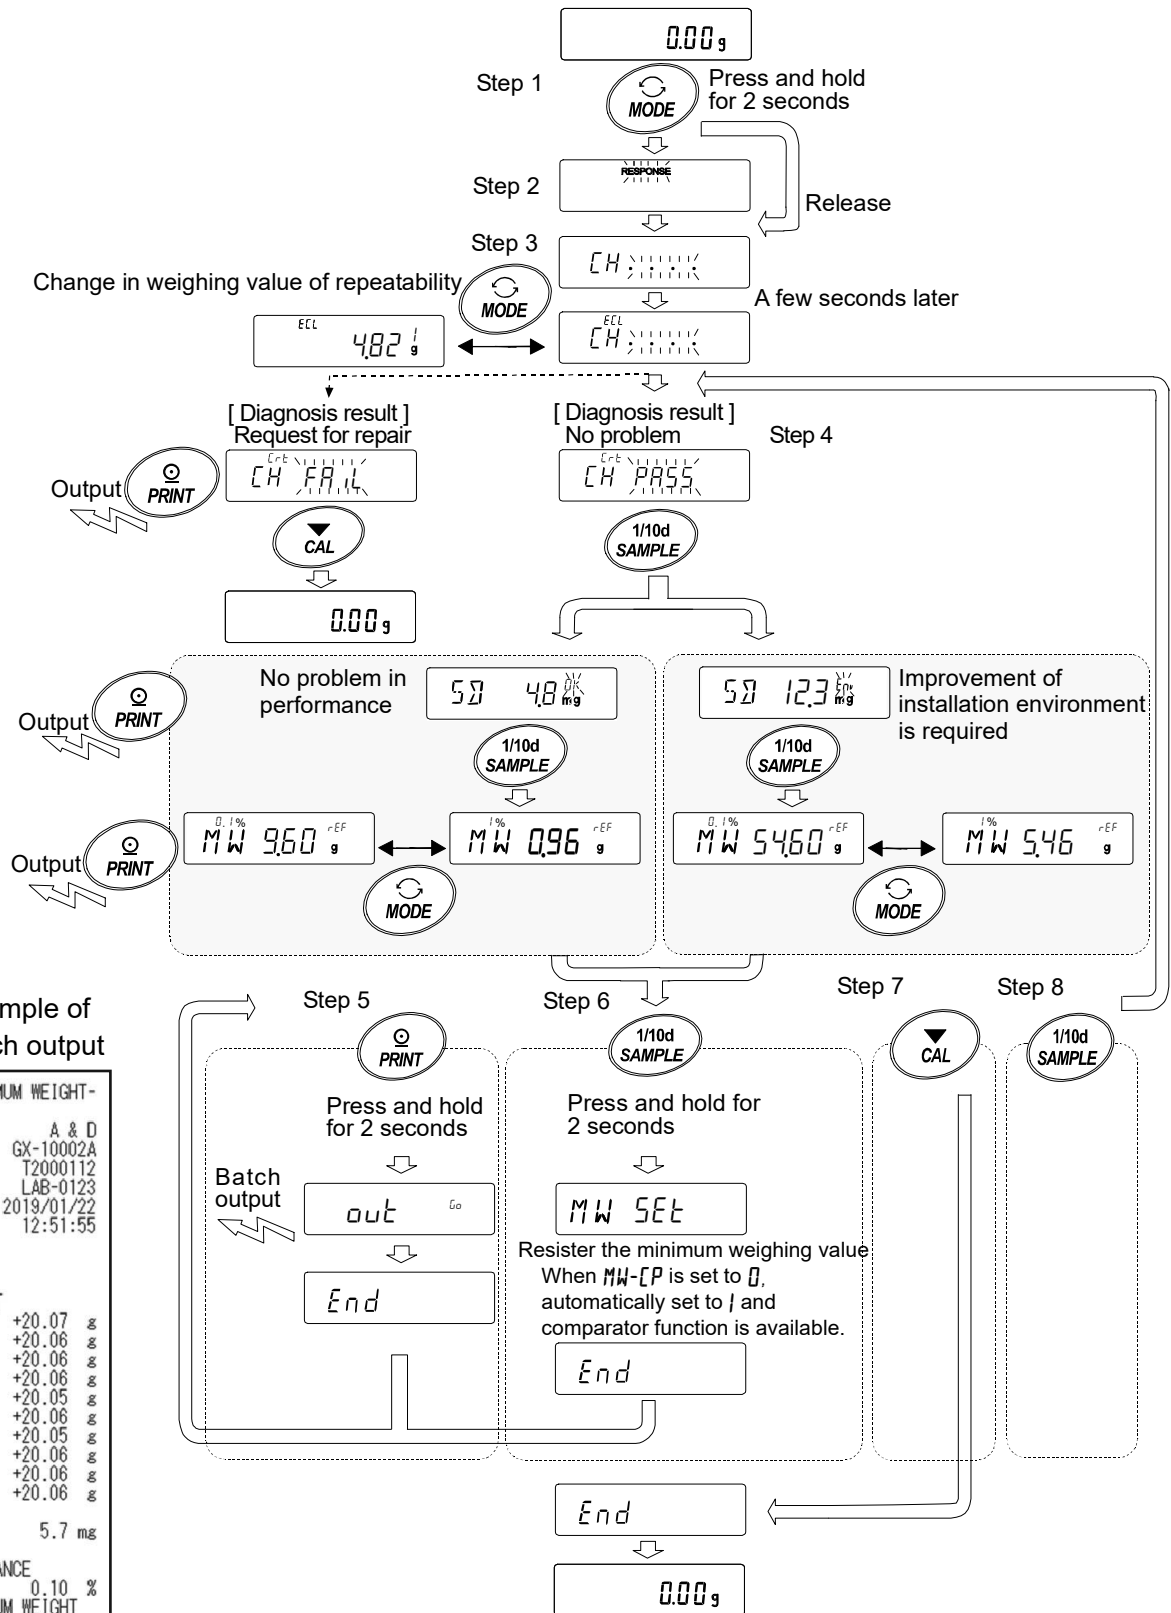 0.00 g
Step 1
MODE
Press and hold
for 2 seconds
Step 2
RESPONSE
Release
Step 3
Change in weighing value of repeatability
MODE
CH
A few seconds later
ECL
4.82 1 g
ECL
CH
[ Diagnosis result ]
Request for repair
[ Diagnosis result ]
No problem
Step 4
Output
PRINT
Crt
CH FAiL
Crt
CH PASS
CAL
1/10d
SAMPLE
0.00 g
No problem in
performance
SD 4.8 OK mg
SD 12.3 Env mg
Improvement of
installation environment
is required
Output
PRINT
1/10d
SAMPLE
1/10d
SAMPLE
0.1%
MW 9.60 rEF g
1%
MW 0.96 rEF g
0.1%
MW 54.60 rEF g
1%
MW 5.46 rEF g
Output
PRINT
MODE
MODE
mple of
ch output
Step 5
Step 6
Step 7
Step 8
PRINT
1/10d
SAMPLE
CAL
1/10d
SAMPLE
Press and hold
for 2 seconds
Press and hold for
2 seconds
Batch
output
out Go
End
MW SEt
Resister the minimum weighing value
When MW-CP is set to 0,
automatically set to 1 and
comparator function is available.
End
MUM WEIGHT-
A & D
GX-10002A
T2000112
LAB-0123
2019/01/22
12:51:55
+20.07 g
+20.06 g
+20.06 g
+20.06 g
+20.05 g
+20.06 g
+20.05 g
+20.06 g
+20.06 g
+20.06 g
5.7 mg
ANCE
0.10 %
UM WEIGHT
End
0.00 g